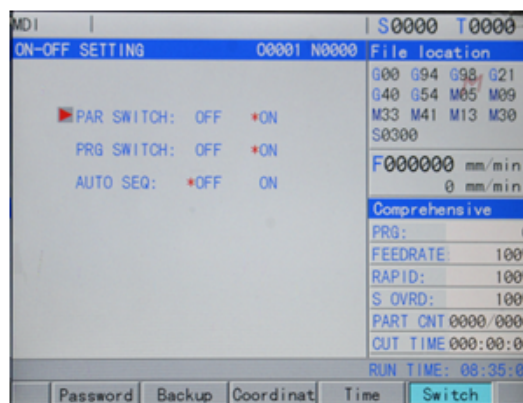 MDI S0000 T0000
ON-OFF SETTING O0001 N0000 File location
G00 G94 G98 G21
G40 G54 M05 M09
PAR SWITCH: OFF *ON M33 M41 M13 M30
S0300
PRG SWITCH: OFF *ON
F000000 mm/min
AUTO SEQ: *OFF ON 0 mm/min
Comprehensive
PRG:
FEEDRATE 100
RAPID: 100
S OVRD: 100
PART CNT 0000/000
CUT TIME 000:00:0
RUN TIME: 08:35:0
Password Backup Coordinat Time Switch